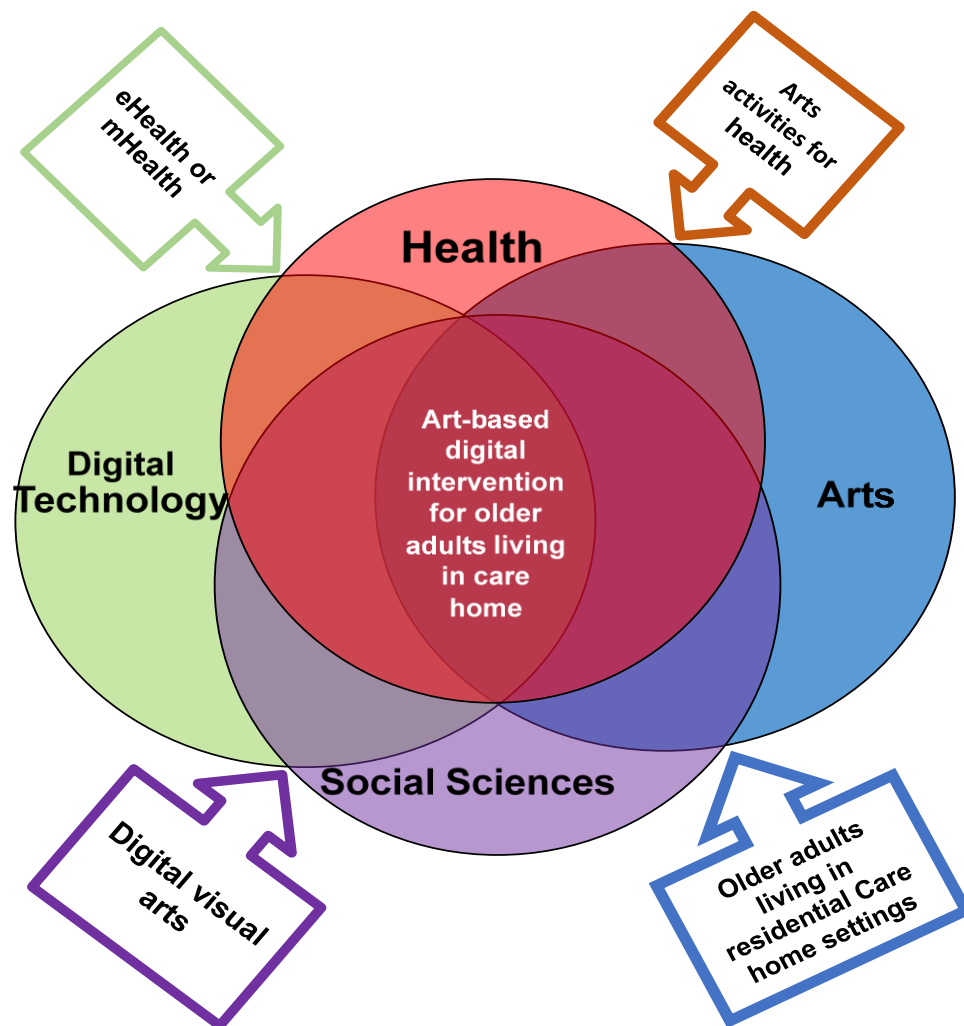 eHealth or
mHealth
Arts
activities for
health
Health
Digital
Technology
Art-based
digital
intervention
for older
adults living
in care
home
Arts
Social Sciences
Digital visual
arts
Older adults
living in
residential Care
home settings